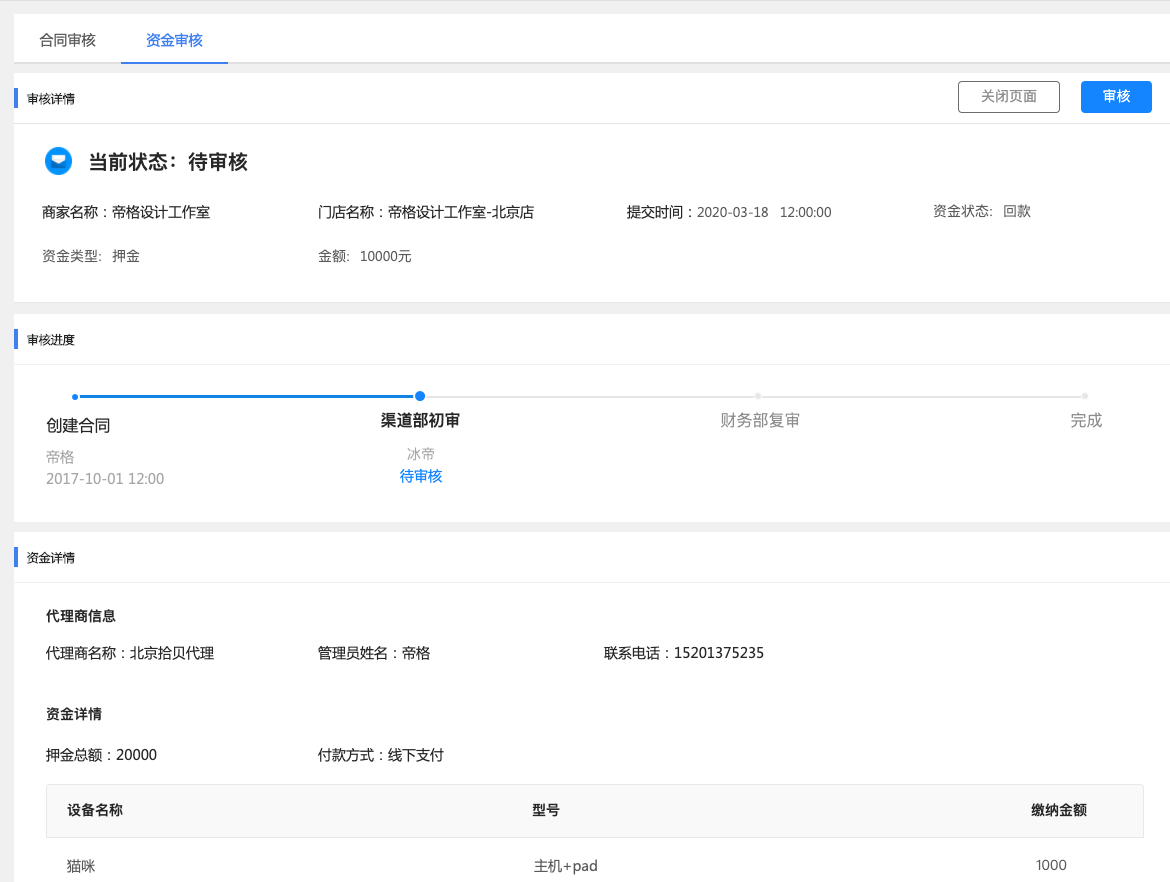 合同审核 资金审核
审核详情 关闭页面 审核
当前状态：待审核
商家名称：帝格设计工作室 门店名称：帝格设计工作室-北京店 提交时间：2020-03-18 12:00:00 资金状态: 回款
资金类型: 押金 金额: 10000元
审核进度
创建合同 渠道部初审 财务部复审 完成
帝格 冰帝
2017-10-01 12:00 待审核
资金详情
代理商信息
代理商名称：北京拾贝代理 管理员姓名：帝格 联系电话：15201375235
资金详情
押金总额：20000 付款方式：线下支付
设备名称 型号 缴纳金额
猫咪 主机+pad 1000